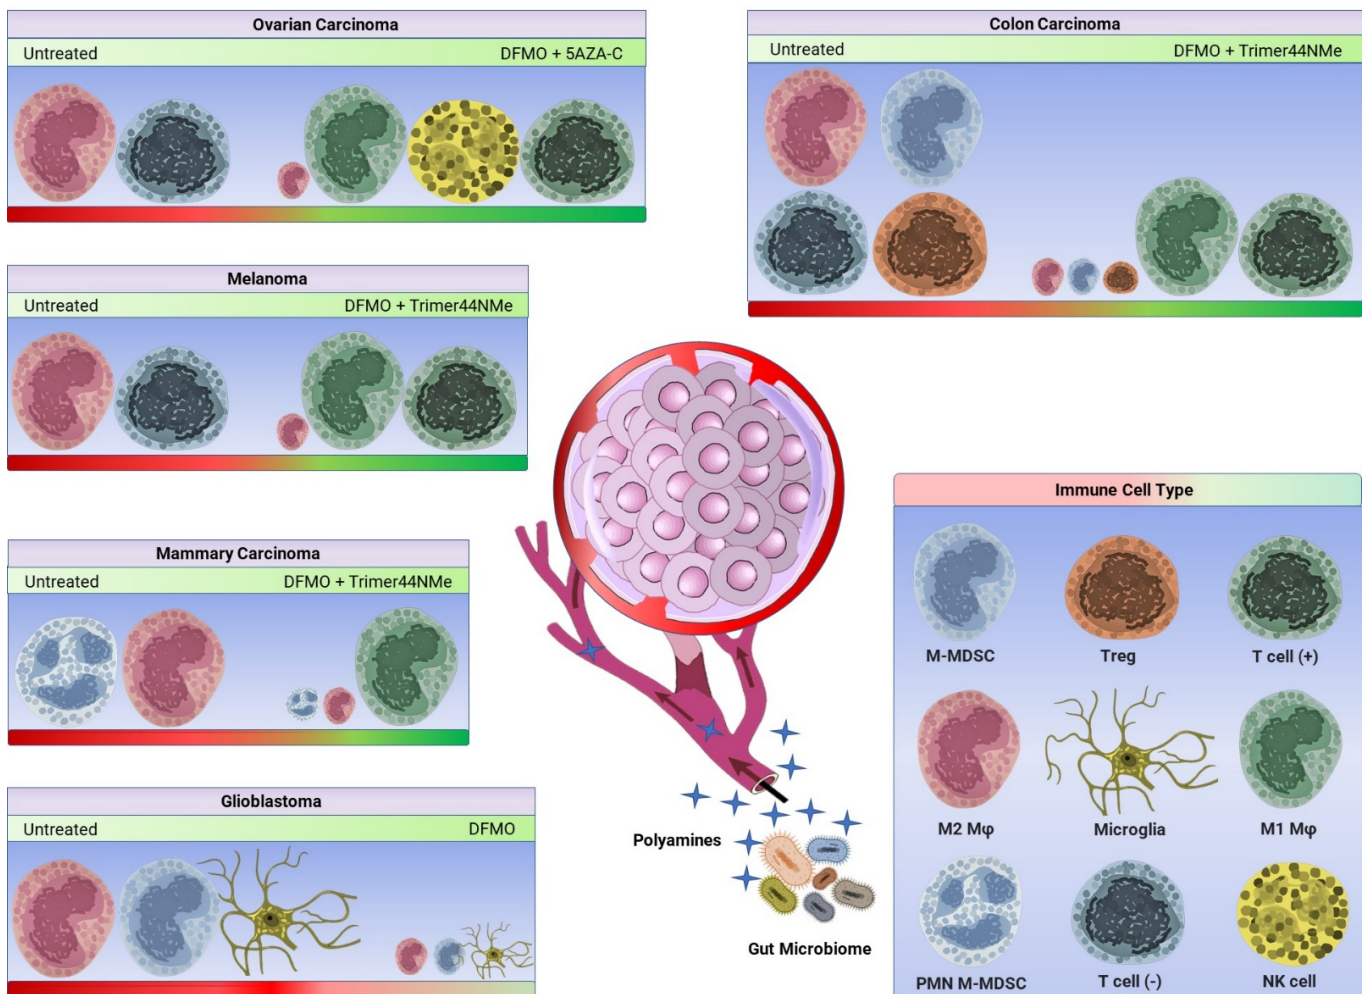 Ovarian Carcinoma
Untreated
DFMO + 5AZA-C
Colon Carcinoma
Untreated
DFMO + Trimer44NMe
Melanoma
Untreated
DFMO + Trimer44NMe
Mammary Carcinoma
Untreated
DFMO + Trimer44NMe
Glioblastoma
Untreated
DFMO
Polyamines
Gut Microbiome
Immune Cell Type
M-MDSC
Treg
T cell (+)
M2 Mφ
Microglia
M1 Mφ
PMN M-MDSC
T cell (-)
NK cell